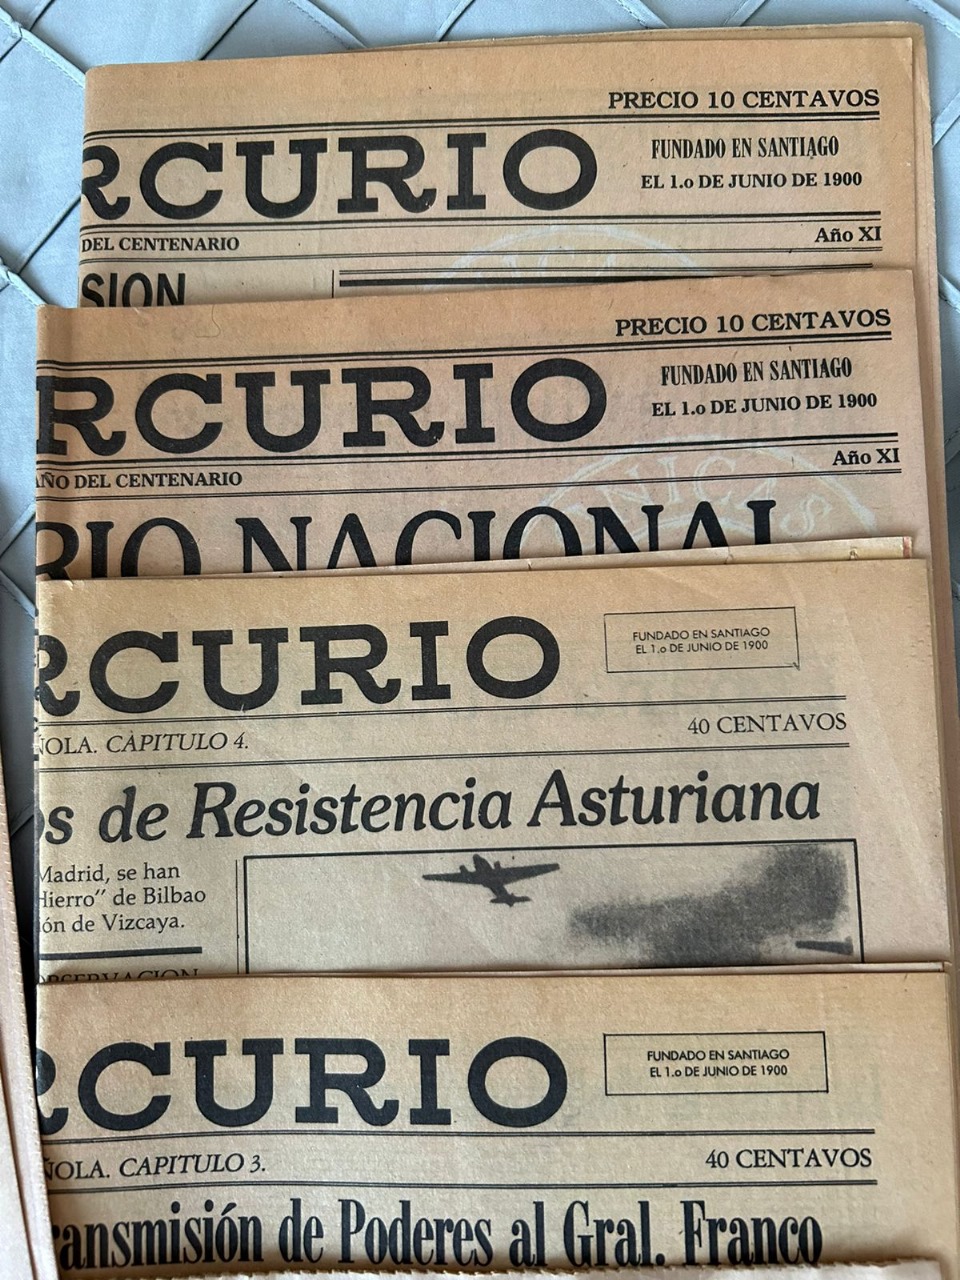 PRECIO 10 CENTAVOS
RCURIO
FUNDADO EN SANTIAGO
EL 1.o DE JUNIO DE 1900
DEL CENTENARIO
Año XI
SION
PRECIO 10 CENTAVOS
RCURIO
FUNDADO EN SANTIAGO
EL 1.o DE JUNIO DE 1900
AÑO DEL CENTENARIO
Año XI
RIO NACIONAL
RCURIO
FUNDADO EN SANTIAGO
EL 1.o DE JUNIO DE 1900
ÑOLA. CAPITULO 4.
40 CENTAVOS
os de Resistencia Asturiana
Madrid, se han
Hierro" de Bilbao
ón de Vizcaya.
OBSERVACION
RCURIO
FUNDADO EN SANTIAGO
EL 1.o DE JUNIO DE 1900
ÑOLA. CAPITULO 3.
40 CENTAVOS
ransmisión de Poderes al Gral. Franco